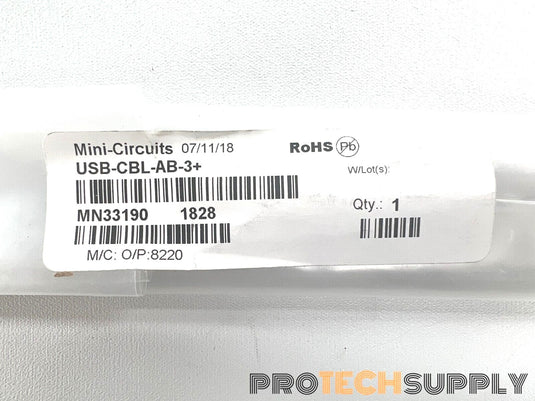 Mini-Circuits 07/11/18
RoHS Pb
USB-CBL-AB-3+
W/Lot(s):
MN33190 1828
Qty.: 1
M/C: O/P:8220
PROTECHSUPPLY